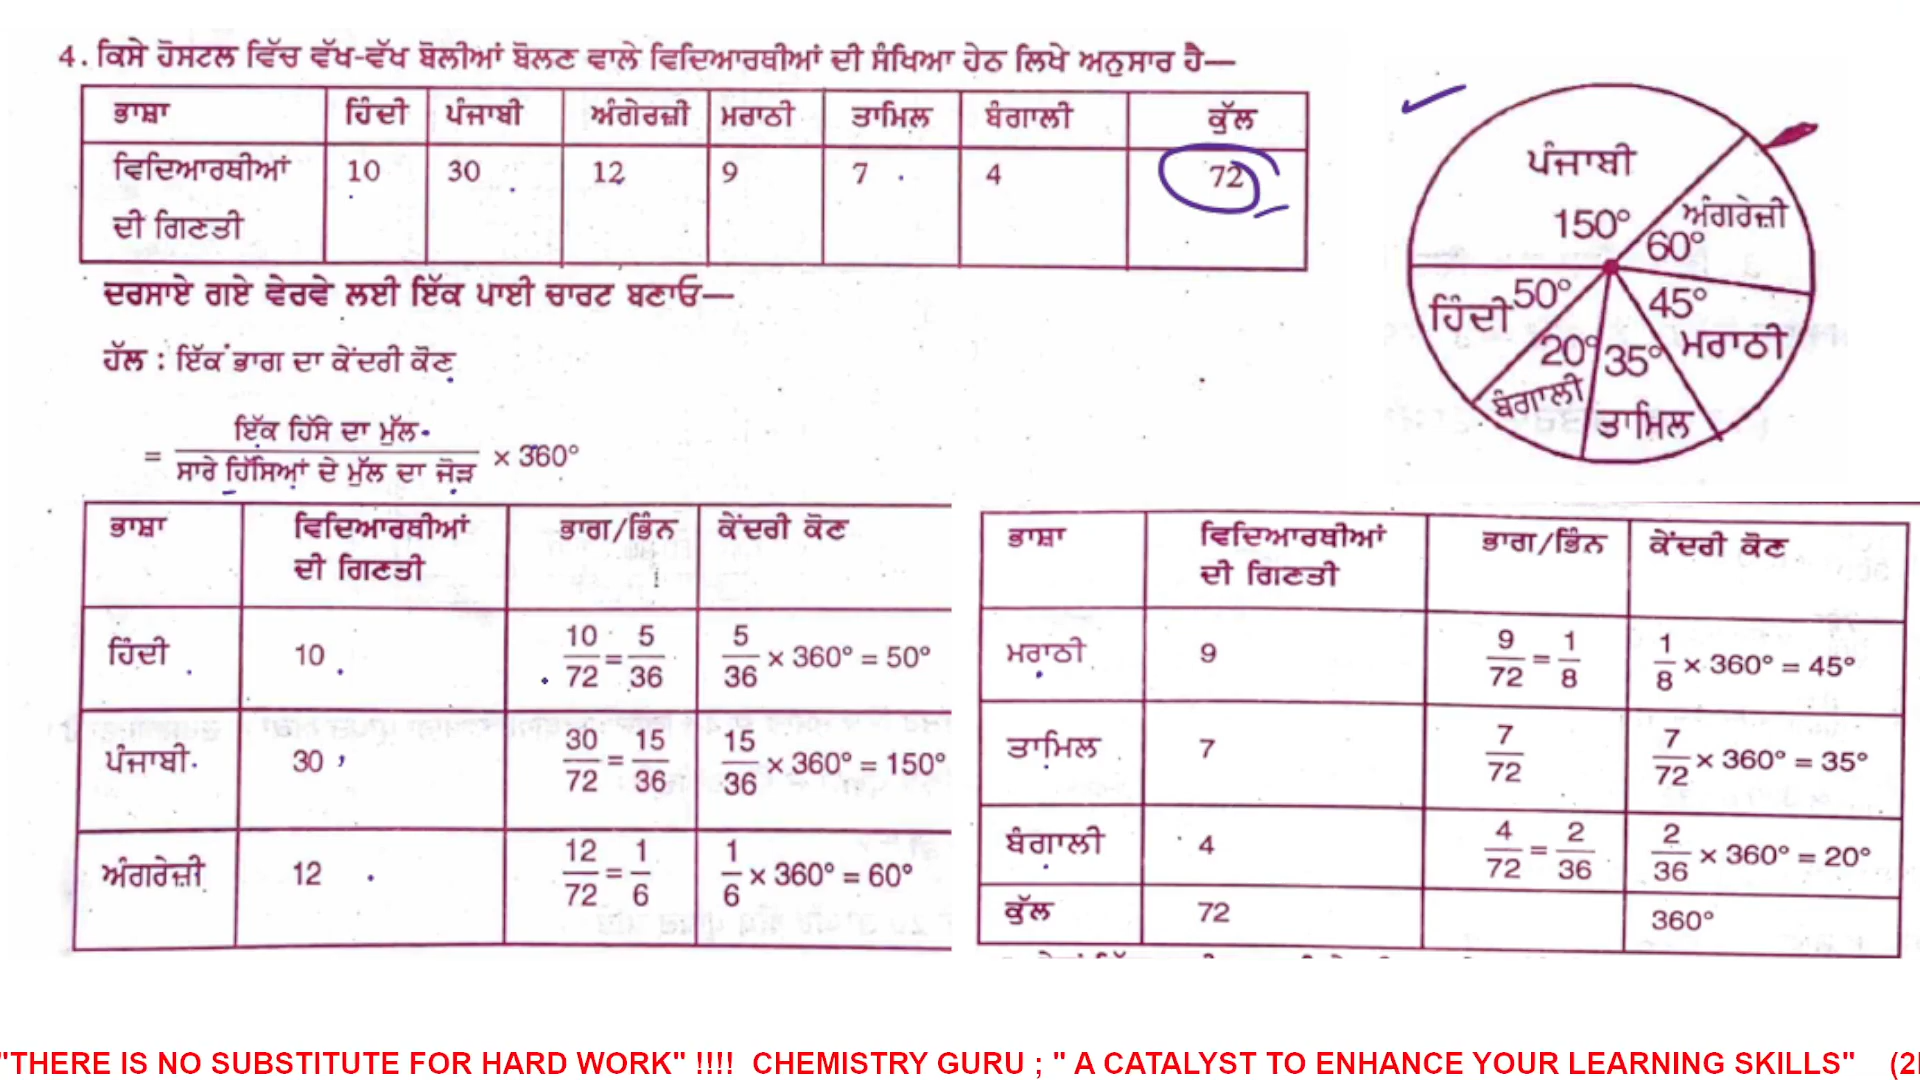 4. ਕਿਸੇ ਹੋਸਟਲ ਵਿੱਚ ਵੱਖ-ਵੱਖ ਬੋਲੀਆਂ ਬੋਲਣ ਵਾਲੇ ਵਿਦਿਆਰਥੀਆਂ ਦੀ ਸੰਖਿਆ ਹੇਠ ਲਿਖੇ ਅਨੁਸਾਰ ਹੈ—
ਭਾਸ਼ਾ ਹਿੰਦੀ ਪੰਜਾਬੀ ਅੰਗੇਰਜ਼ੀ ਮਰਾਠੀ ਤਾਮਿਲ ਬੰਗਾਲੀ ਕੁੱਲ
ਵਿਦਿਆਰਥੀਆਂ 10 30 12 9 7 4 72
ਦੀ ਗਿਣਤੀ
ਦਰਸਾਏ ਗਏ ਵੇਰਵੇ ਲਈ ਇੱਕ ਪਾਈ ਚਾਰਟ ਬਣਾਓ—
ਹੱਲ : ਇੱਕ ਭਾਗ ਦਾ ਕੇਂਦਰੀ ਕੋਣ
= ਇੱਕ ਹਿੱਸੇ ਦਾ ਮੁੱਲ / ਸਾਰੇ ਹਿੱਸਿਆਂ ਦੇ ਮੁੱਲ ਦਾ ਜੋੜ × 360°
ਪੰਜਾਬੀ
150°
ਅੰਗਰੇਜ਼ੀ
60°
45°
ਮਰਾਠੀ
35°
ਤਾਮਿਲ
20°
ਬੰਗਾਲੀ
50°
ਹਿੰਦੀ
ਭਾਸ਼ਾ ਵਿਦਿਆਰਥੀਆਂ ਭਾਗ/ਭਿੰਨ ਕੇਂਦਰੀ ਕੋਣ
ਦੀ ਗਿਣਤੀ
ਹਿੰਦੀ 10 10/72 = 5/36 5/36 × 360° = 50°
ਪੰਜਾਬੀ 30 30/72 = 15/36 15/36 × 360° = 150°
ਅੰਗਰੇਜ਼ੀ 12 12/72 = 1/6 1/6 × 360° = 60°
ਭਾਸ਼ਾ ਵਿਦਿਆਰਥੀਆਂ ਭਾਗ/ਭਿੰਨ ਕੇਂਦਰੀ ਕੋਣ
ਦੀ ਗਿਣਤੀ
ਮਰਾਠੀ 9 9/72 = 1/8 1/8 × 360° = 45°
ਤਾਮਿਲ 7 7/72 7/72 × 360° = 35°
ਬੰਗਾਲੀ 4 4/72 = 2/36 2/36 × 360° = 20°
ਕੁੱਲ 72 360°
"THERE IS NO SUBSTITUTE FOR HARD WORK" !!!! CHEMISTRY GURU ; " A CATALYST TO ENHANCE YOUR LEARNING SKILLS"